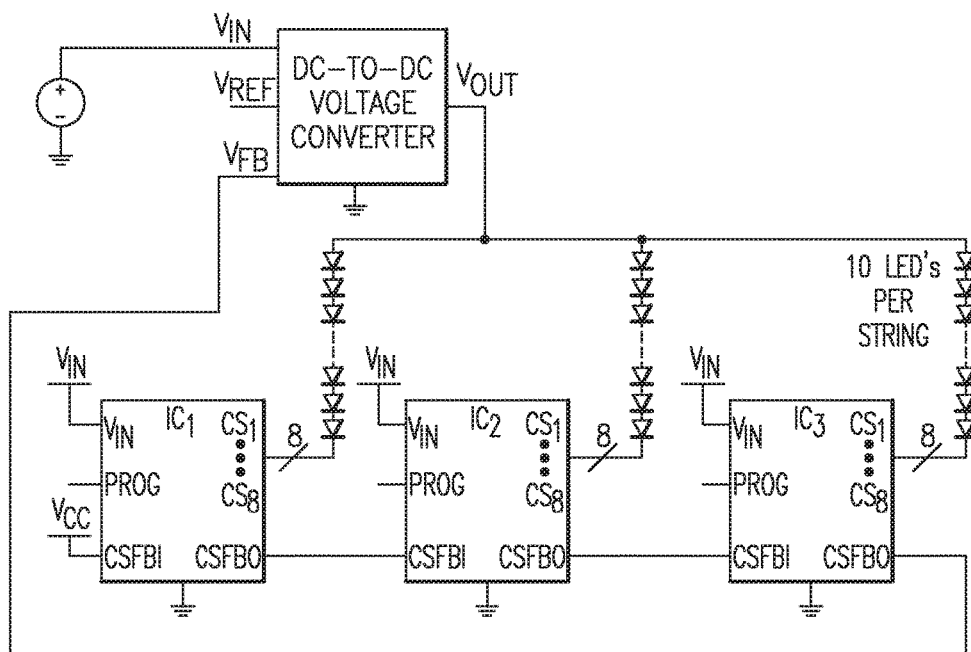 VIN
DC-TO-DC
VOLTAGE
CONVERTER
VREF
VOUT
VFB
+
-
10 LED's
PER
STRING
VIN
VIN
VIN
IC1
CS1
VIN
8
PROG
CS8
VCC
CSFBI
CSFBO
IC2
CS1
VIN
8
PROG
CS8
CSFBI
CSFBO
IC3
CS1
VIN
8
PROG
CS8
CSFBI
CSFBO